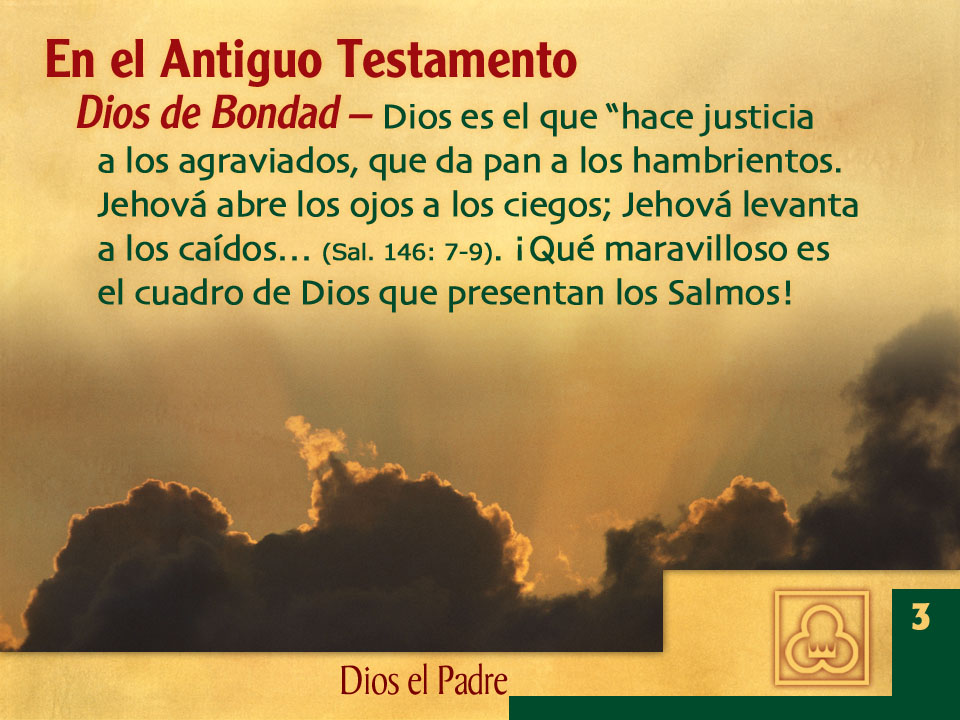 En el Antiguo Testamento
Dios de Bondad – Dios es el que “hace justicia
a los agraviados, que da pan a los hambrientos.
Jehová abre los ojos a los ciegos; Jehová levanta
a los caídos... (Sal. 146: 7-9). ¡Qué maravilloso es
el cuadro de Dios que presentan los Salmos!
3
Dios el Padre